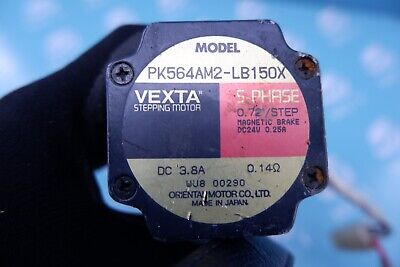 MODEL
PK564AM2-LB150X
VEXTA®
STEPPING MOTOR
5-PHASE
0.72°/STEP
MAGNETIC BRAKE
DC24V 0.25A
DC 3.8A 0.14Ω
WU8 00290
ORIENTAL MOTOR CO., LTD.
MADE IN JAPAN.